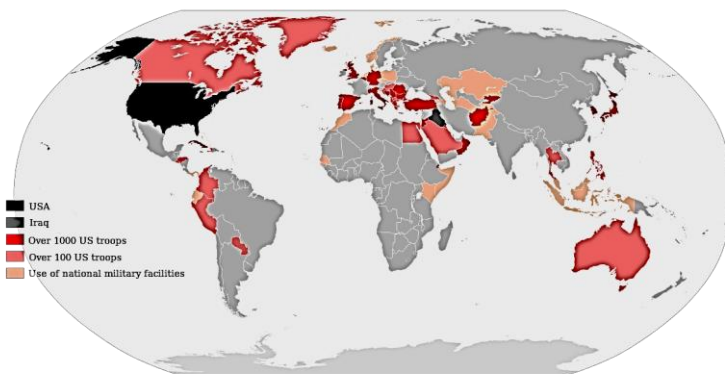 USA
Iraq
Over 1000 US troops
Over 100 US troops
Use of national military facilities